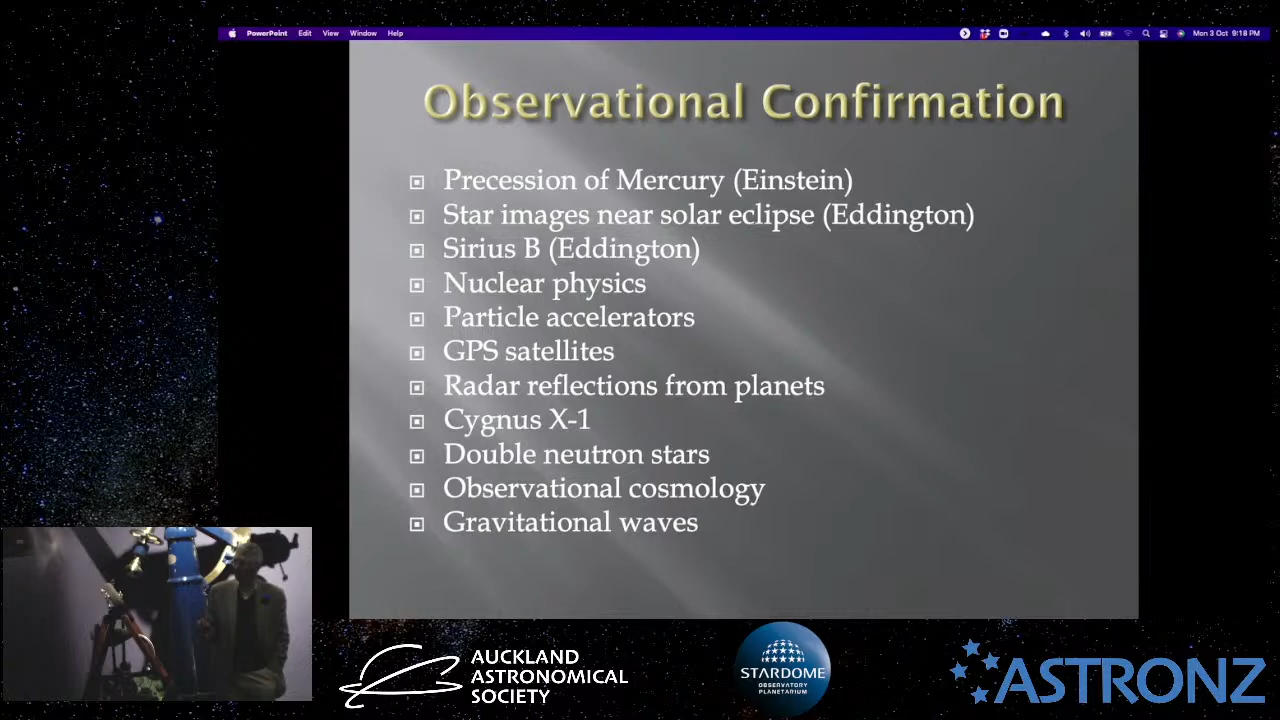 PowerPoint Edit View Window Help
Mon 3 Oct 9:18 PM
Observational Confirmation
Precession of Mercury (Einstein)
Star images near solar eclipse (Eddington)
Sirius B (Eddington)
Nuclear physics
Particle accelerators
GPS satellites
Radar reflections from planets
Cygnus X-1
Double neutron stars
Observational cosmology
Gravitational waves
AUCKLAND
ASTRONOMICAL
SOCIETY
STARDOME
OBSERVATORY
PLANETARIUM
ASTRONZ